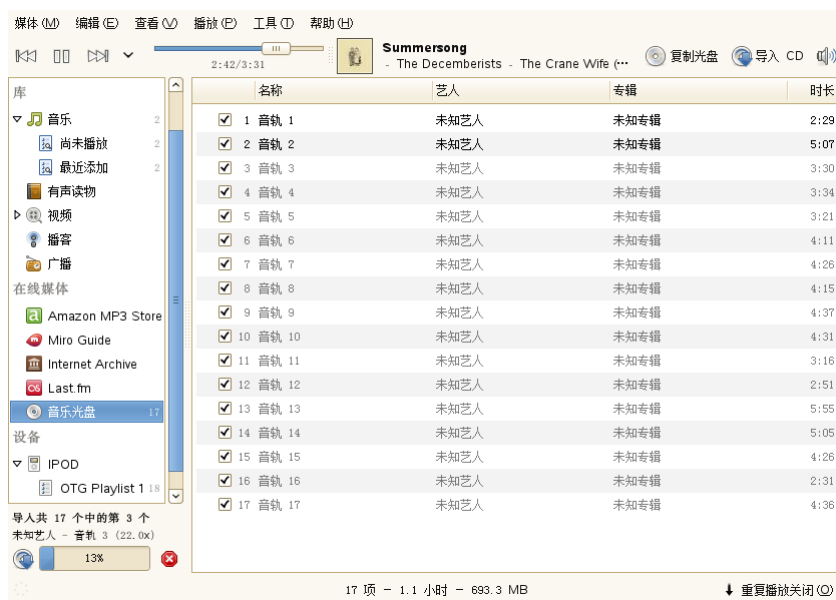 媒体(M) 编辑(E) 查看(V) 播放(P) 工具(T) 帮助(H)
2:42/3:31
Summersong
- The Decemberists - The Crane Wife (···
复制光盘 导入 CD
库
音乐 2
尚未播放 2
最近添加 2
有声读物
视频
播客
广播
在线媒体
Amazon MP3 Store
Miro Guide
Internet Archive
Last.fm
音乐光盘 17
设备
IPOD
OTG Playlist 1 18
导入共 17 个中的第 3 个
未知艺人 - 音轨 3 (22.0x)
13%
名称 艺人 专辑 时长
1 音轨 1 未知艺人 未知专辑 2:29
2 音轨 2 未知艺人 未知专辑 5:07
3 音轨 3 未知艺人 未知专辑 3:30
4 音轨 4 未知艺人 未知专辑 3:34
5 音轨 5 未知艺人 未知专辑 3:21
6 音轨 6 未知艺人 未知专辑 4:11
7 音轨 7 未知艺人 未知专辑 4:26
8 音轨 8 未知艺人 未知专辑 4:15
9 音轨 9 未知艺人 未知专辑 4:37
10 音轨 10 未知艺人 未知专辑 4:31
11 音轨 11 未知艺人 未知专辑 3:16
12 音轨 12 未知艺人 未知专辑 2:51
13 音轨 13 未知艺人 未知专辑 5:55
14 音轨 14 未知艺人 未知专辑 5:05
15 音轨 15 未知艺人 未知专辑 4:26
16 音轨 16 未知艺人 未知专辑 2:31
17 音轨 17 未知艺人 未知专辑 4:36
17 项 - 1.1 小时 - 693.3 MB
重复播放关闭(O)